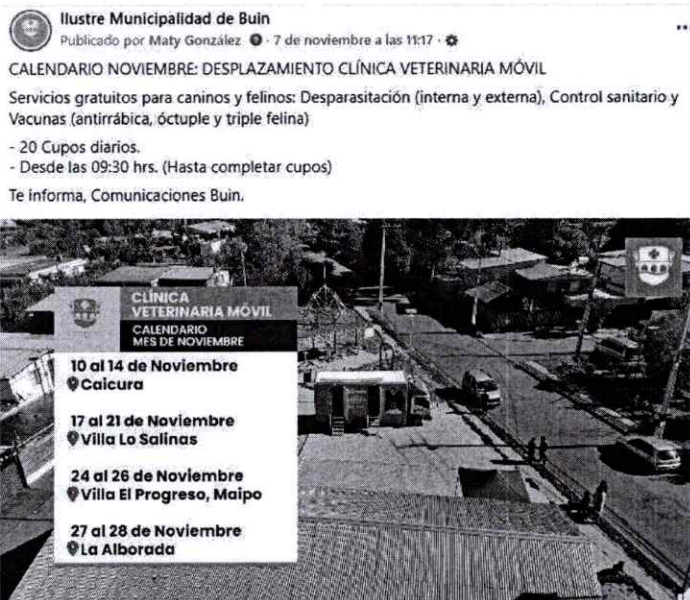 Ilustre Municipalidad de Buin
Publicado por Maty González · 7 de noviembre a las 11:17 ·
CALENDARIO NOVIEMBRE: DESPLAZAMIENTO CLÍNICA VETERINARIA MÓVIL
Servicios gratuitos para caninos y felinos: Desparasitación (interna y externa), Control sanitario y
Vacunas (antirrábica, óctuple y triple felina)
- 20 Cupos diarios.
- Desde las 09:30 hrs. (Hasta completar cupos)
Te informa, Comunicaciones Buin.
CLÍNICA
VETERINARIA MÓVIL
CALENDARIO
MES DE NOVIEMBRE
10 al 14 de Noviembre
Caicura
17 al 21 de Noviembre
Villa Lo Salinas
24 al 26 de Noviembre
Villa El Progreso, Maipo
27 al 28 de Noviembre
La Alborada